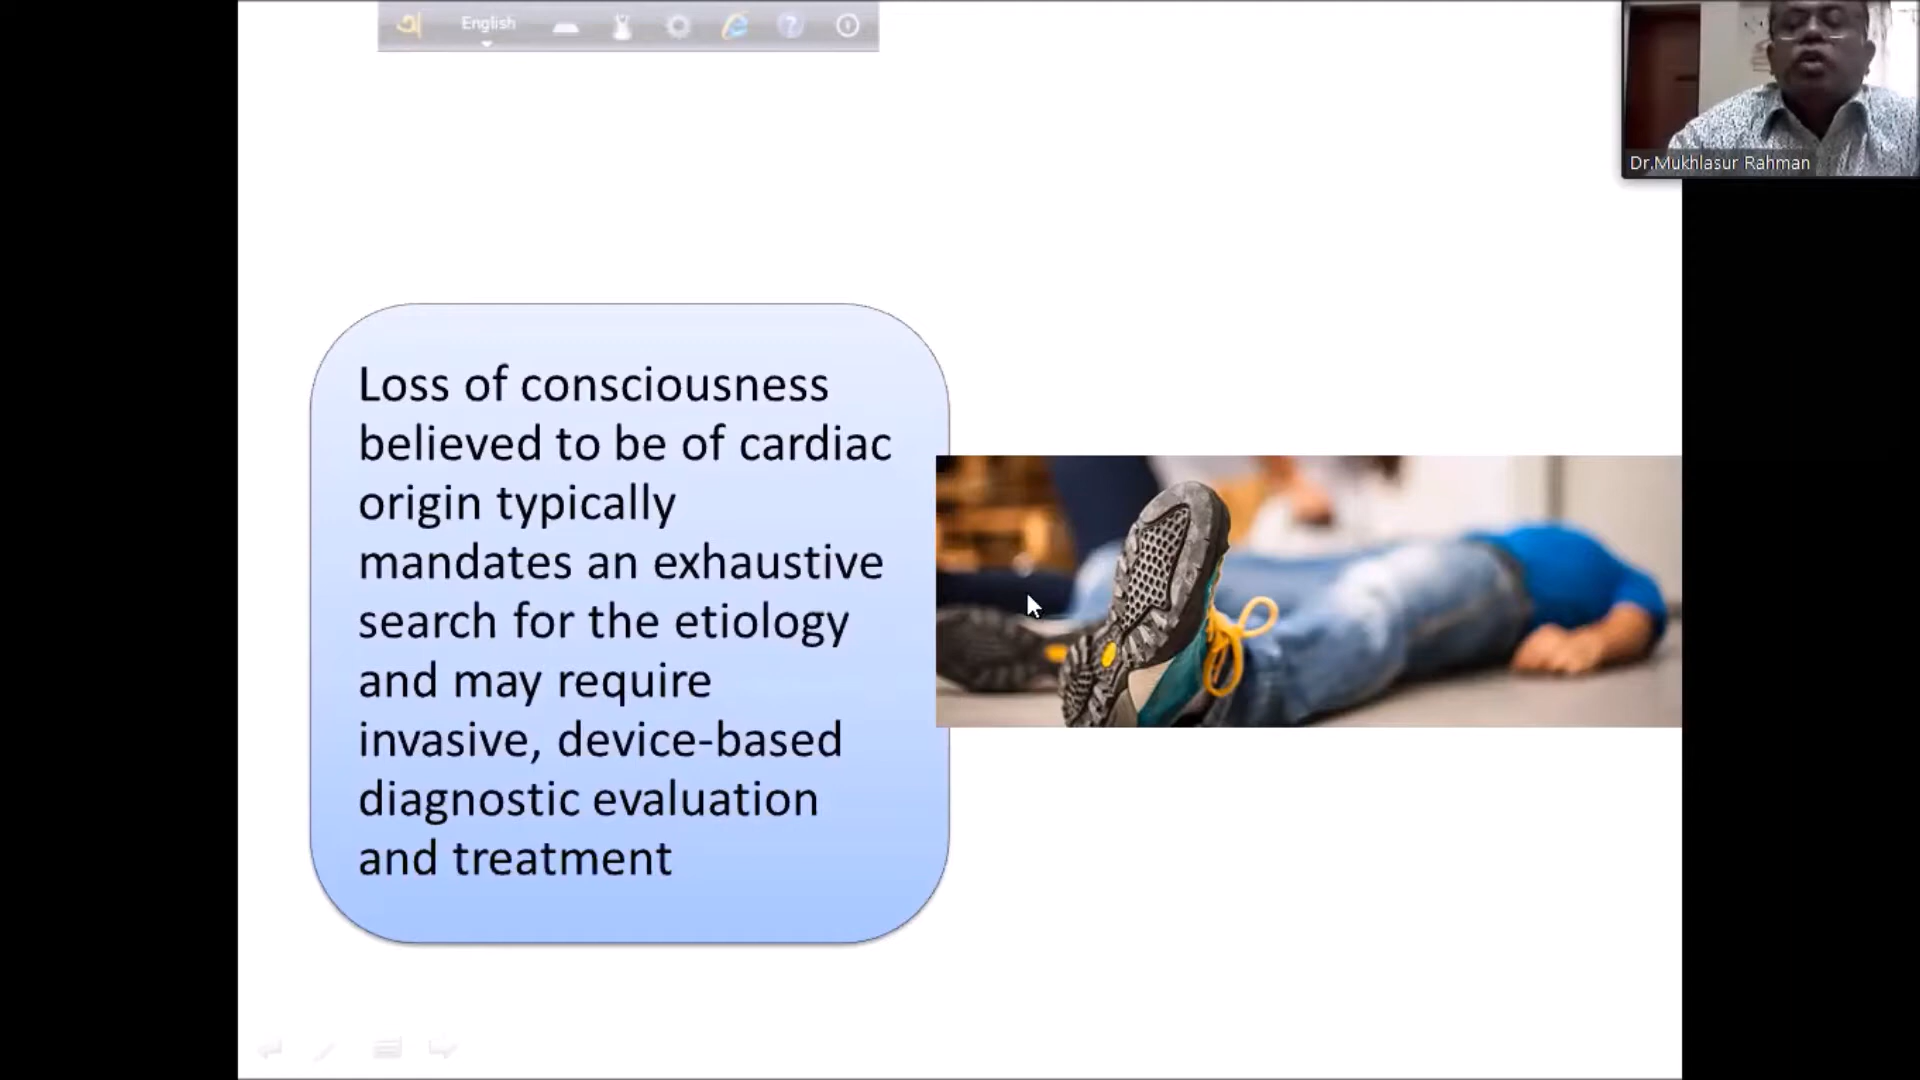 অ
English
Dr.Mukhlasur Rahman
Loss of consciousness
believed to be of cardiac
origin typically
mandates an exhaustive
search for the etiology
and may require
invasive, device-based
diagnostic evaluation
and treatment